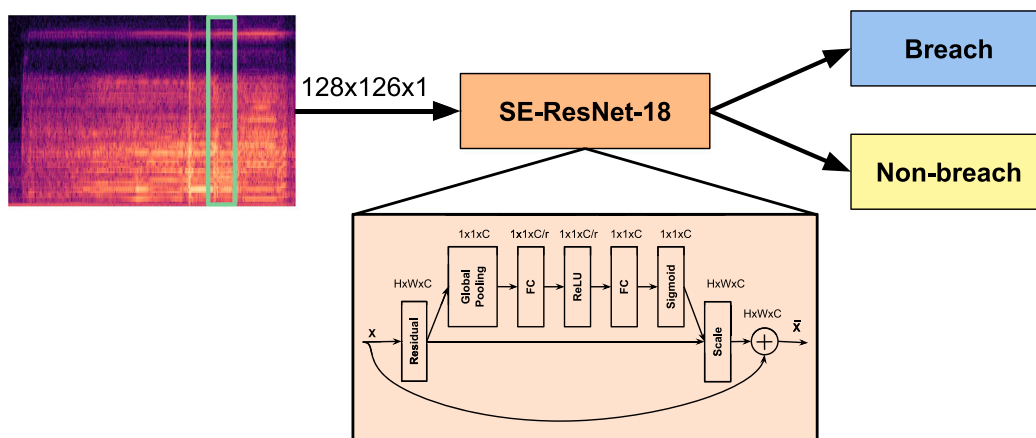 128x126x1
SE-ResNet-18
Breach
Non-breach
1x1xC
1x1xC/r
1x1xC/r
1x1xC
1x1xC
HxWxC
Global
Pooling
FC
ReLU
FC
Sigmoid
HxWxC
HxWxC
x
Residual
Scale
x̄